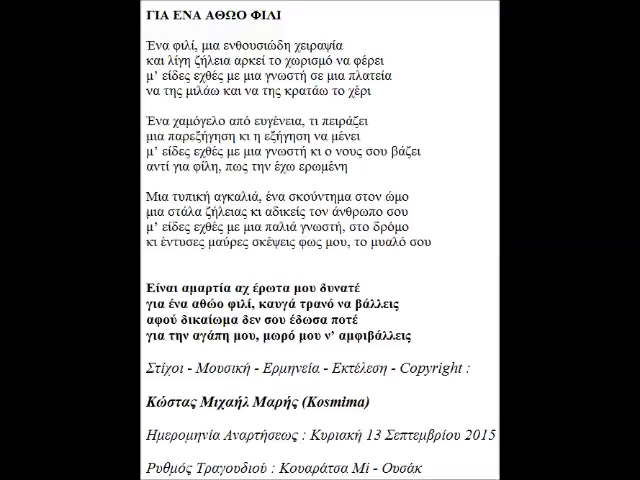 ΓΙΑ ΕΝΑ ΑΘΩΟ ΦΙΛΙ
Ένα φιλί, μια ενθουσιώδη χειραψία
και λίγη ζήλεια αρκεί το χωρισμό να φέρει
μ' είδες εχθές με μια γνωστή σε μια πλατεία
να της μιλάω και να της κρατάω το χέρι
Ένα χαμόγελο από ευγένεια, τι πειράζει
μια παρεξήγηση κι η εξήγηση να μένει
μ' είδες εχθές με μια γνωστή κι ο νους σου βάζει
αντί για φίλη, πως την έχω ερωμένη
Μια τυπική αγκαλιά, ένα σκούντημα στον ώμο
μια στάλα ζήλειας κι αδικείς τον άνθρωπο σου
μ' είδες εχθές με μια παλιά γνωστή, στο δρόμο
κι έντυσες μαύρες σκέψεις φως μου, το μυαλό σου
Είναι αμαρτία αχ έρωτα μου δυνατέ
για ένα αθώο φιλί, καυγά τρανό να βάλλεις
αφού δικαίωμα δεν σου έδωσα ποτέ
για την αγάπη μου, μωρό μου ν' αμφιβάλλεις
Στίχοι - Μουσική - Ερμηνεία - Εκτέλεση - Copyright :
Κώστας Μιχαήλ Μαρής (Kosmima)
Ημερομηνία Αναρτήσεως : Κυριακή 13 Σεπτεμβρίου 2015
Ρυθμός Τραγουδιού : Κουαράτσα Mi - Ουσάκ